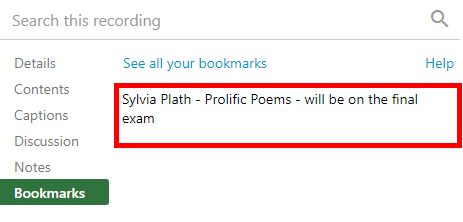 Search this recording
Details
Contents
Captions
Discussion
Notes
Bookmarks
See all your bookmarks
Help
Sylvia Plath - Prolific Poems - will be on the final
exam